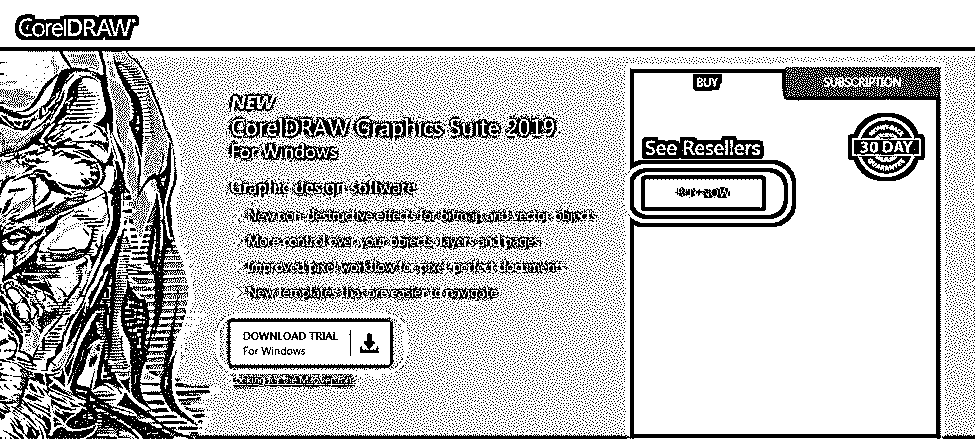 CorelDRAW
NEW
CorelDRAW Graphics Suite 2019
For Windows
Graphic design software
New non-destructive effects for bitmap and vector objects
More control over your objects, layers and pages
Improved pixel workflow for pixel-perfect documents
New templates that are easier to navigate
DOWNLOAD TRIAL
For Windows
BUY
SUBSCRIPTION
See Resellers
30 DAY
GUARANTEE
BUY NOW